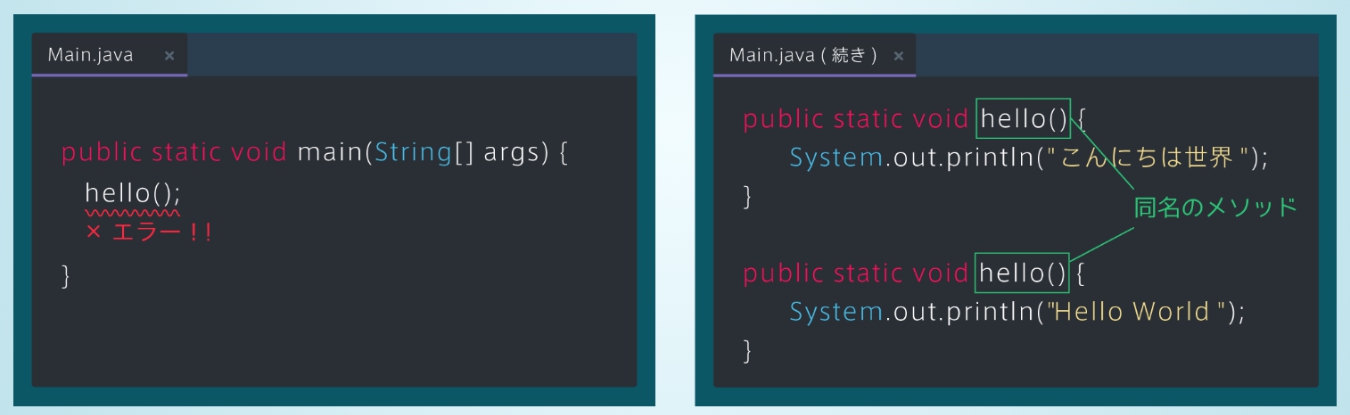 Main.java ×
public static void main(String[] args) {
hello();
× エラー!!
}
Main.java ( 続き ) ×
public static void hello() {
System.out.println(" こんにちは世界 ");
}
同名のメソッド
public static void hello() {
System.out.println("Hello World ");
}